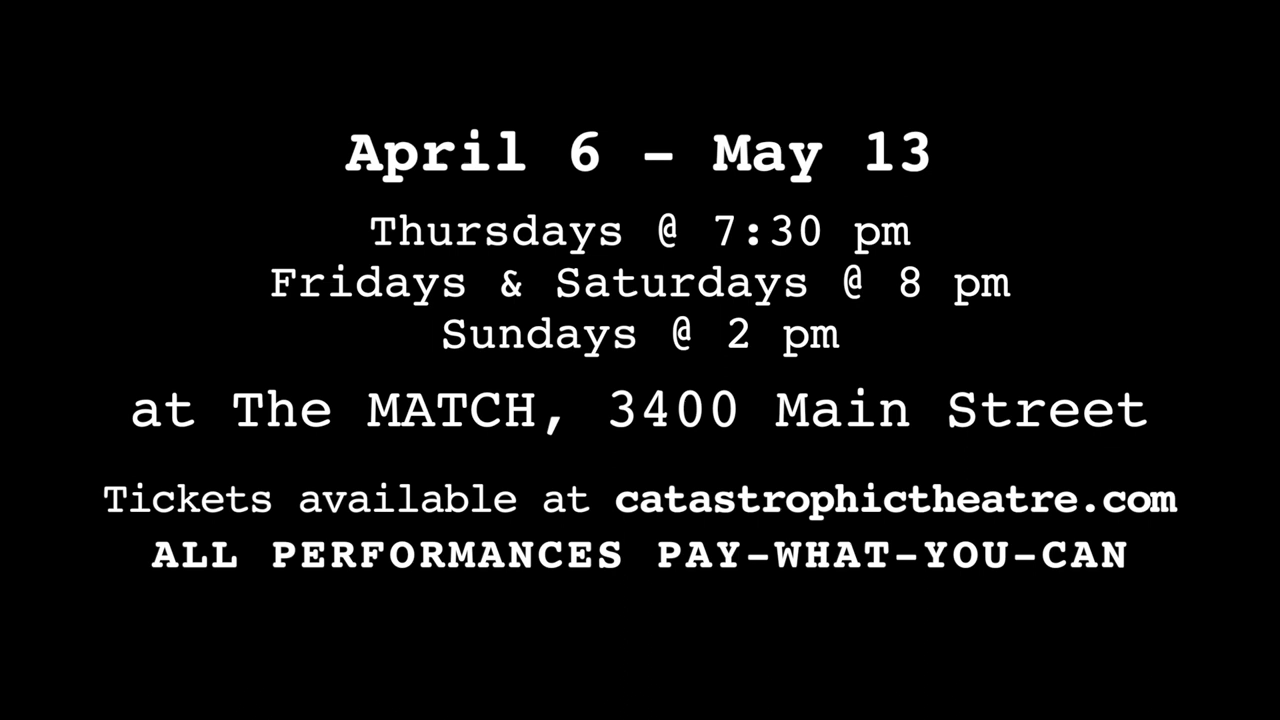 April 6 – May 13
Thursdays @ 7:30 pm
Fridays & Saturdays @ 8 pm
Sundays @ 2 pm
at The MATCH, 3400 Main Street
Tickets available at catastrophictheatre.com
ALL PERFORMANCES PAY-WHAT-YOU-CAN